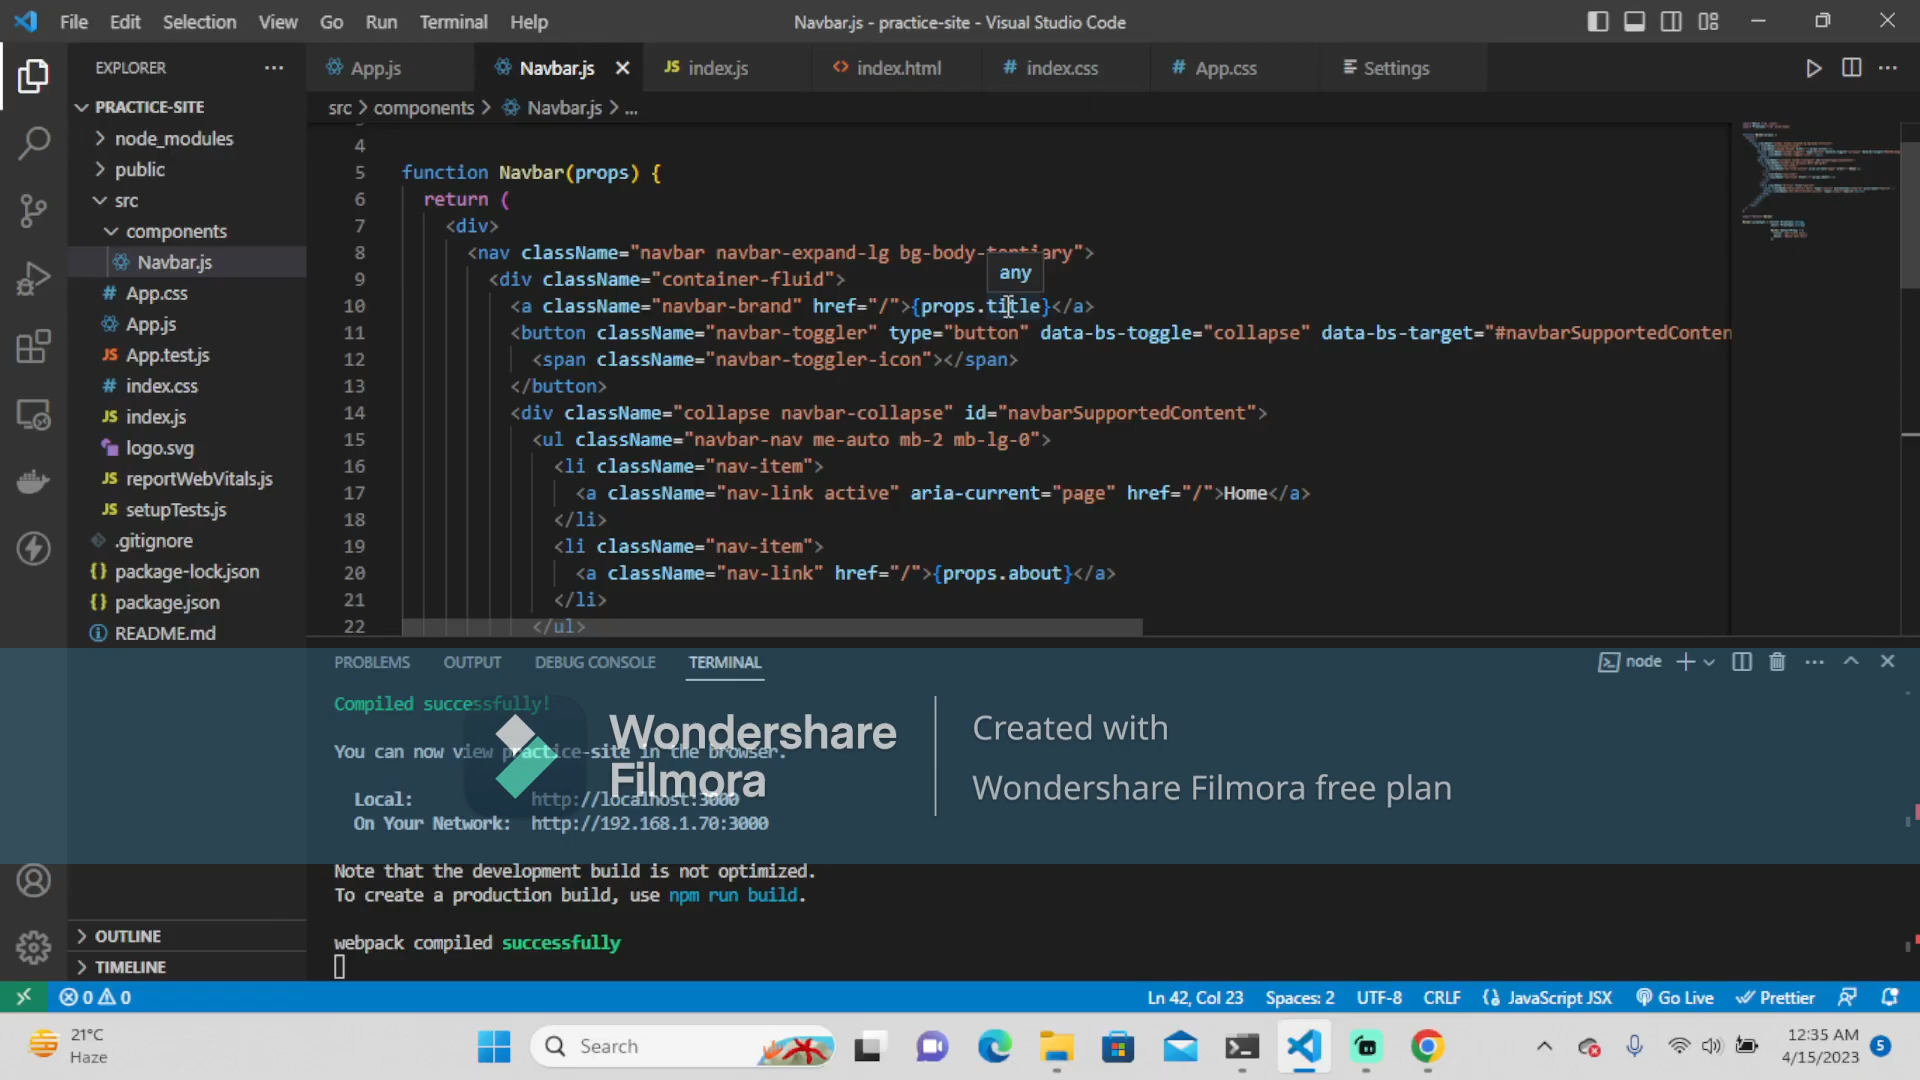 File Edit Selection View Go Run Terminal Help
Navbar.js - practice-site - Visual Studio Code
EXPLORER
App.js
Navbar.js
JS index.js
<> index.html
# index.css
# App.css
Settings
PRACTICE-SITE
node_modules
public
src
components
Navbar.js
# App.css
App.js
JS App.test.js
# index.css
JS index.js
logo.svg
JS reportWebVitals.js
JS setupTests.js
.gitignore
{} package-lock.json
{} package.json
README.md
OUTLINE
TIMELINE
src > components > Navbar.js > ...
4
5 function Navbar(props) {
6 return (
7 <div>
8 <nav className="navbar navbar-expand-lg bg-body-tertiary">
any
9 <div className="container-fluid">
10 <a className="navbar-brand" href="/">{props.title}</a>
11 <button className="navbar-toggler" type="button" data-bs-toggle="collapse" data-bs-target="#navbarSupportedConten
12 <span className="navbar-toggler-icon"></span>
13 </button>
14 <div className="collapse navbar-collapse" id="navbarSupportedContent">
15 <ul className="navbar-nav me-auto mb-2 mb-lg-0">
16 <li className="nav-item">
17 <a className="nav-link active" aria-current="page" href="/">Home</a>
18 </li>
19 <li className="nav-item">
20 <a className="nav-link" href="/">{props.about}</a>
21 </li>
22 </ul>
PROBLEMS OUTPUT DEBUG CONSOLE TERMINAL
node
Compiled successfully!
You can now view practice-site in the browser.
Local: http://localhost:3000
On Your Network: http://192.168.1.70:3000
Wondershare
Filmora
Created with
Wondershare Filmora free plan
Note that the development build is not optimized.
To create a production build, use npm run build.
webpack compiled successfully
0 0
Ln 42, Col 23 Spaces: 2 UTF-8 CRLF {} JavaScript JSX Go Live Prettier
21°C
Haze
Search
12:35 AM
4/15/2023
5